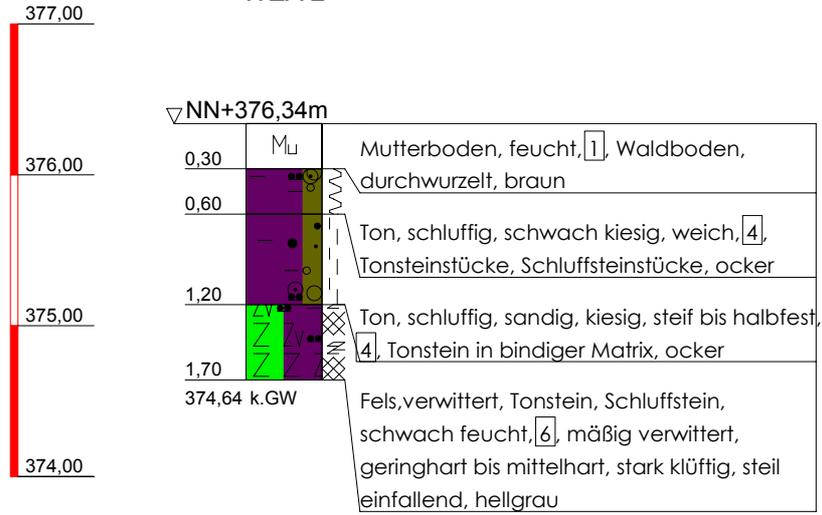 377,00
NN+376,34m
Mu
0,30
376,00
Mutterboden, feucht, 1, Waldboden,
durchwurzelt, braun
0,60
Ton, schluffig, schwach kiesig, weich, 4,
Tonsteinstücke, Schluffsteinstücke, ocker
1,20
375,00
Ton, schluffig, sandig, kiesig, steif bis halbfest,
4, Tonstein in bindiger Matrix, ocker
1,70
374,64 k.GW
Fels,verwittert, Tonstein, Schluffstein,
schwach feucht, 6, mäßig verwittert,
geringhart bis mittelhart, stark klüftig, steil
einfallend, hellgrau
374,00